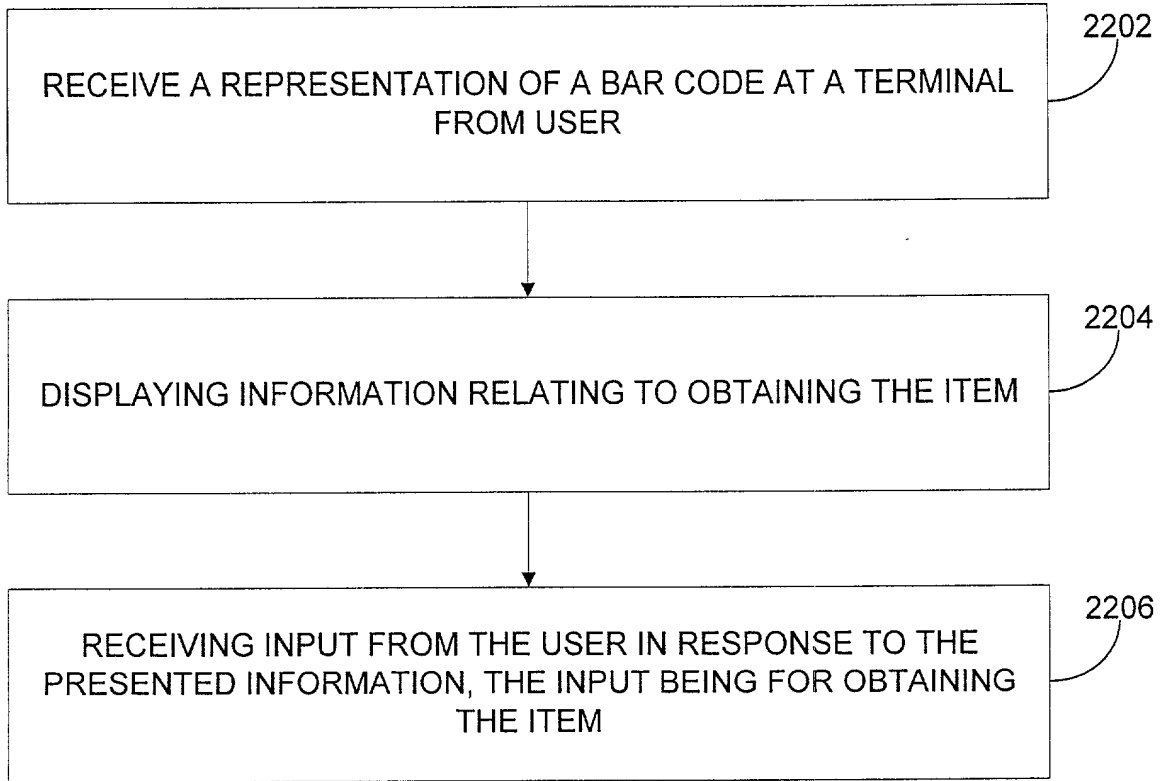 2202
RECEIVE A REPRESENTATION OF A BAR CODE AT A TERMINAL
FROM USER
2204
DISPLAYING INFORMATION RELATING TO OBTAINING THE ITEM
2206
RECEIVING INPUT FROM THE USER IN RESPONSE TO THE
PRESENTED INFORMATION, THE INPUT BEING FOR OBTAINING
THE ITEM